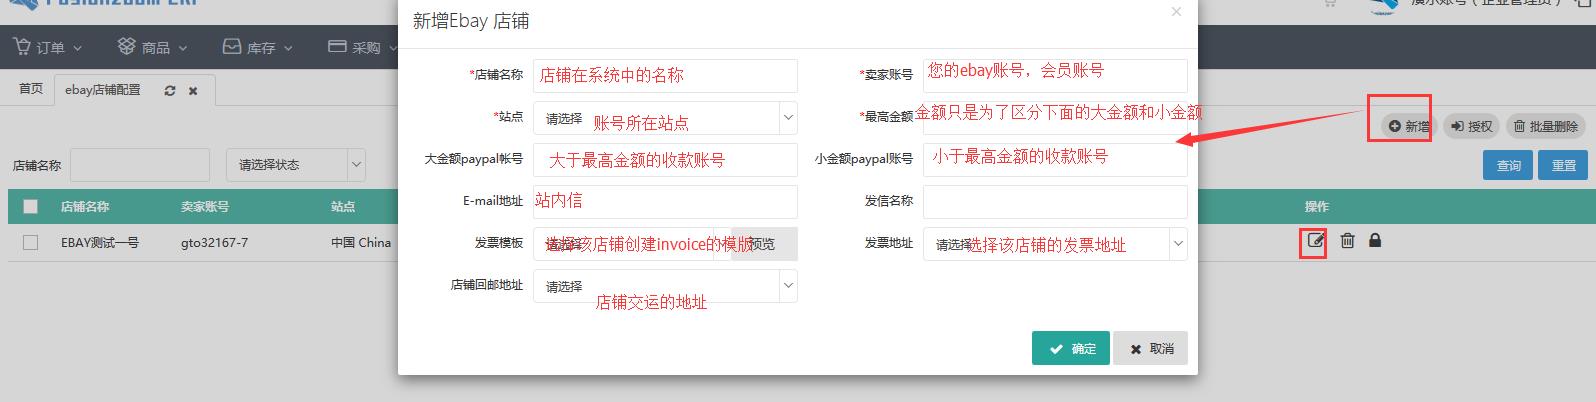 新增Ebay 店铺
×
演示账号 ( 企业管理员 )
订单
商品
库存
采购
首页
ebay店铺配置
*店铺名称
店铺在系统中的名称
*卖家账号
您的ebay账号，会员账号
*站点
请选择
账号所在站点
*最高金额
金额只是为了区分下面的大金额和小金额
新增
授权
批量删除
店铺名称
请选择状态
大金额paypal帐号
大于最高金额的收款账号
小金额paypal账号
小于最高金额的收款账号
查询
重置
E-mail地址
站内信
发信名称
店铺名称
卖家账号
站点
操作
EBAY测试一号
gto32167-7
中国 China
发票模板
请选择
选择该店铺创建invoice的模版
预览
发票地址
请选择
选择该店铺的发票地址
店铺回邮地址
请选择
店铺交运的地址
确定
取消